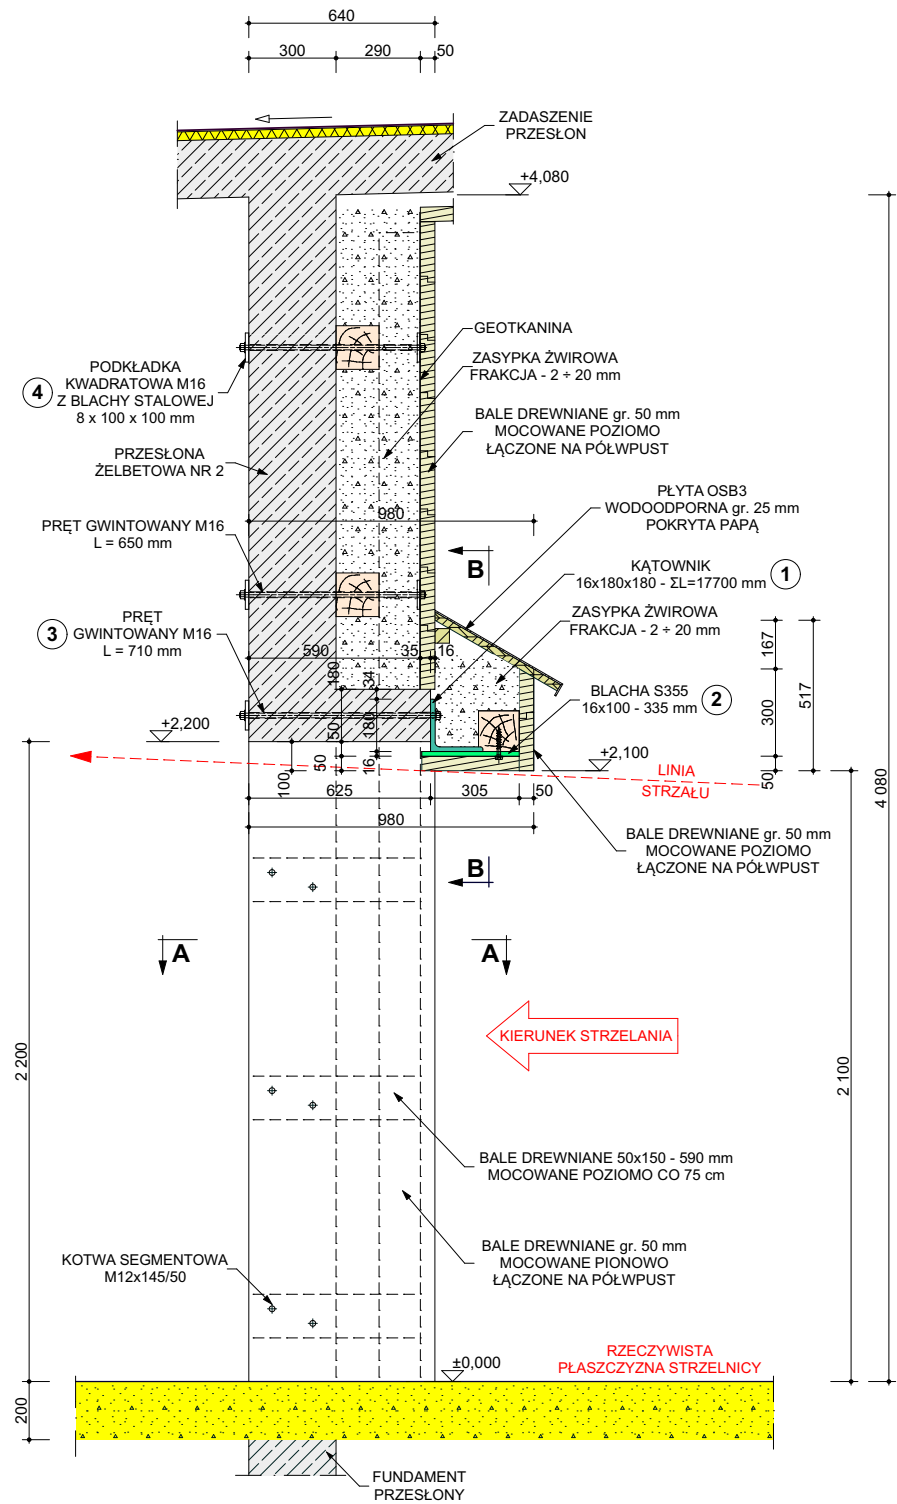 640
300
290
50
ZADASZENIE
PRZESŁON
+4,080
GEOTKANINA
ZASYPKA ŻWIROWA
FRAKCJA - 2 ÷ 20 mm
4
PODKŁADKA
KWADRATOWA M16
Z BLACHY STALOWEJ
8 x 100 x 100 mm
BALE DREWNIANE gr. 50 mm
MOCOWANE POZIOMO
ŁĄCZONE NA PÓŁWPUST
PRZESŁONA
ŻELBETOWA NR 2
PŁYTA OSB3
WODOODPORNA gr. 25 mm
POKRYTA PAPĄ
980
PRĘT GWINTOWANY M16
L = 650 mm
B
KĄTOWNIK
16x180x180 - ΣL=17700 mm
1
ZASYPKA ŻWIROWA
FRAKCJA - 2 ÷ 20 mm
3
PRĘT
GWINTOWANY M16
L = 710 mm
590
35
16
167
517
300
50
180
34
50
180
50
16
100
BLACHA S355
16x100 - 335 mm
2
+2,200
+2,100
LINIA
STRZAŁU
4 080
625
305
50
980
BALE DREWNIANE gr. 50 mm
MOCOWANE POZIOMO
ŁĄCZONE NA PÓŁWPUST
B
A
A
KIERUNEK STRZELANIA
2 200
2 100
BALE DREWNIANE 50x150 - 590 mm
MOCOWANE POZIOMO CO 75 cm
BALE DREWNIANE gr. 50 mm
MOCOWANE PIONOWO
ŁĄCZONE NA PÓŁWPUST
KOTWA SEGMENTOWA
M12x145/50
RZECZYWISTA
PŁASZCZYZNA STRZELNICY
±0,000
200
FUNDAMENT
PRZESŁONY